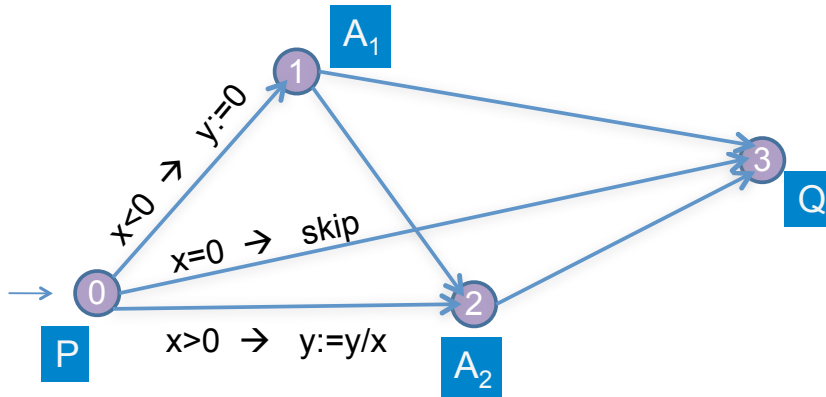 A₁
1
x<0 → y:=0
3
Q
x=0 → skip
0
2
P
x>0 → y:=y/x
A₂